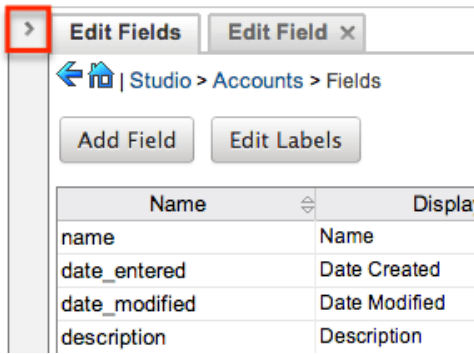 Edit Fields Edit Field ×
| Studio > Accounts > Fields
Add Field Edit Labels
Name
name Name
date_entered Date Created
date_modified Date Modified
description Description